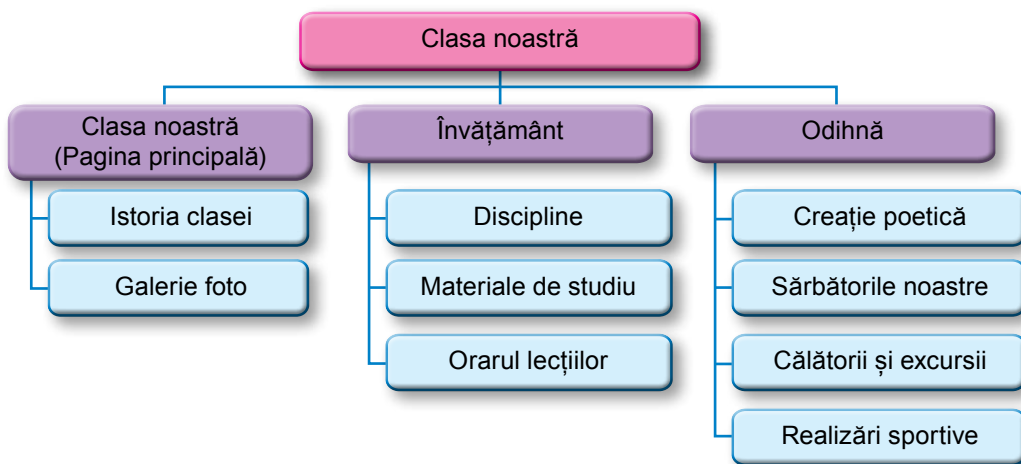 Clasa noastră
Clasa noastră
(Pagina principală)
Istoria clasei
Galerie foto
Învățământ
Discipline
Materiale de studiu
Orarul lecțiilor
Odihnă
Creație poetică
Sărbătorile noastre
Călătorii și excursii
Realizări sportive